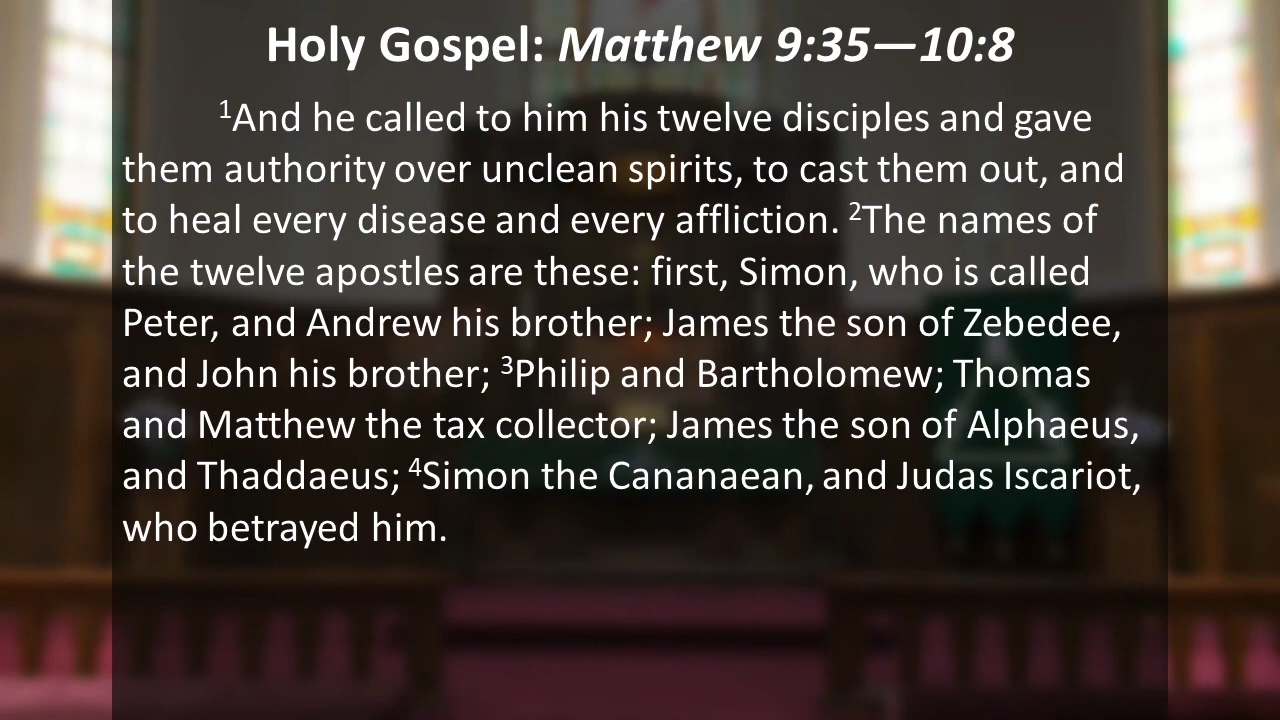 Holy Gospel: Matthew 9:35—10:8
¹And he called to him his twelve disciples and gave
them authority over unclean spirits, to cast them out, and
to heal every disease and every affliction. ²The names of
the twelve apostles are these: first, Simon, who is called
Peter, and Andrew his brother; James the son of Zebedee,
and John his brother; ³Philip and Bartholomew; Thomas
and Matthew the tax collector; James the son of Alphaeus,
and Thaddaeus; ⁴Simon the Cananaean, and Judas Iscariot,
who betrayed him.